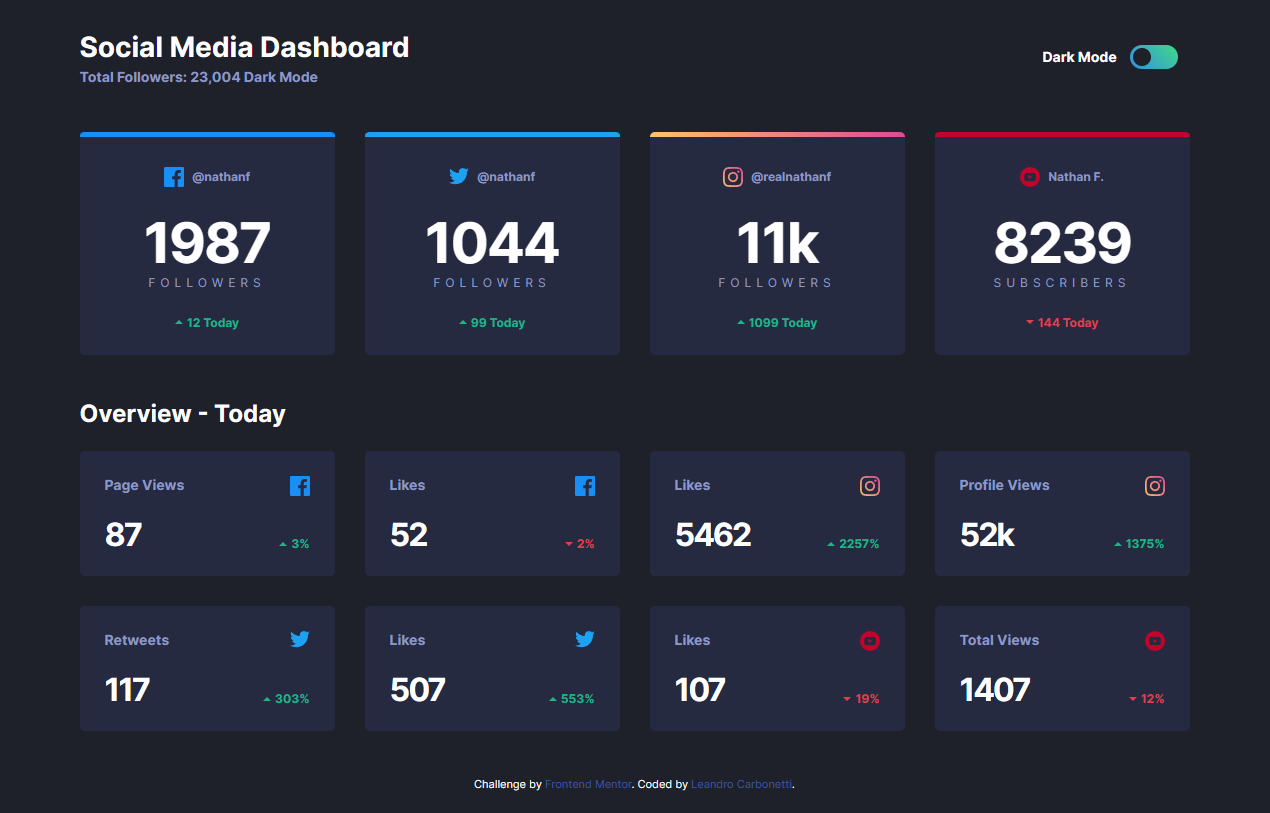 Social Media Dashboard
Total Followers: 23,004 Dark Mode
Dark Mode
@nathanf
1987
FOLLOWERS
12 Today
@nathanf
1044
FOLLOWERS
99 Today
@realnathanf
11k
FOLLOWERS
1099 Today
Nathan F.
8239
SUBSCRIBERS
144 Today
Overview - Today
Page Views
87
3%
Likes
52
2%
Likes
5462
2257%
Profile Views
52k
1375%
Retweets
117
303%
Likes
507
553%
Likes
107
19%
Total Views
1407
12%
Challenge by Frontend Mentor. Coded by Leandro Carbonetti.